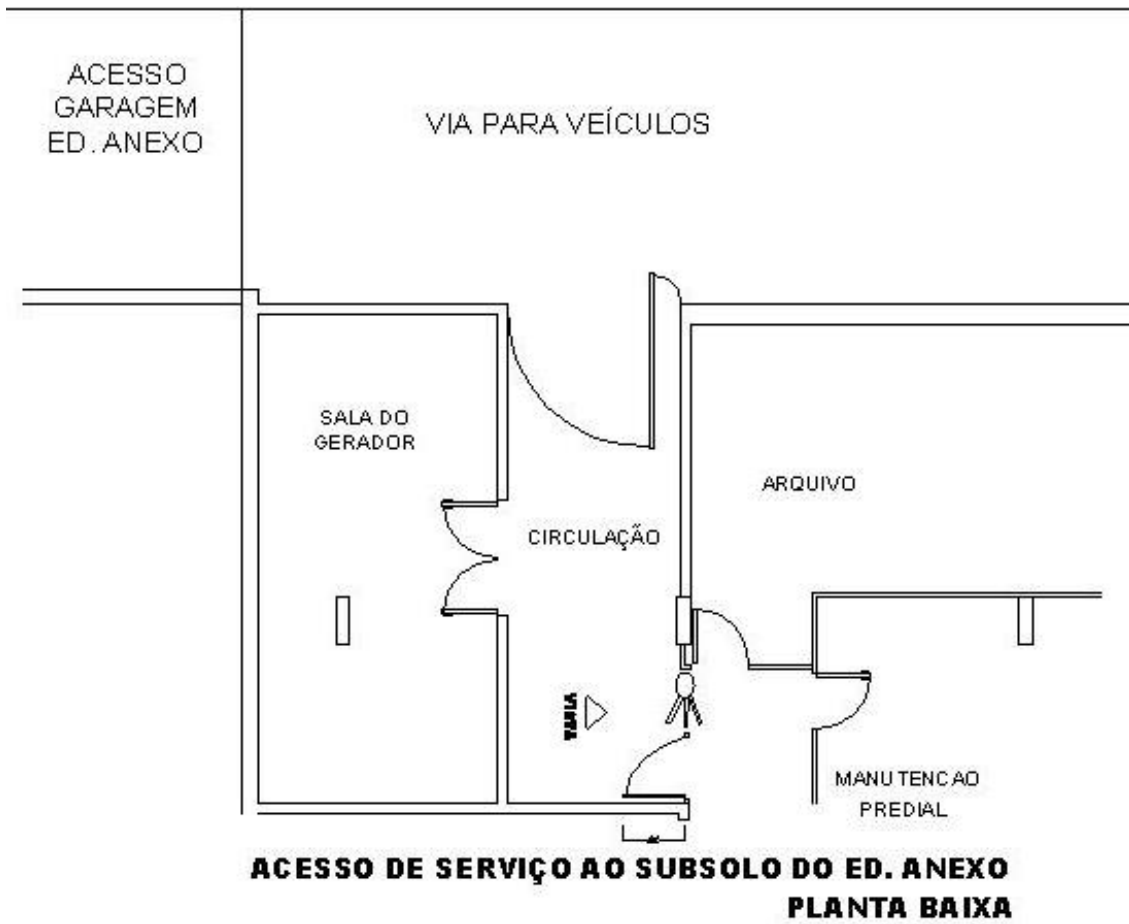 ACESSO
GARAGEM
ED. ANEXO
VIA PARA VEÍCULOS
SALA DO
GERADOR
ARQUIVO
CIRCULAÇÃO
VISTA
MANUTENCAO
PREDIAL
ACESSO DE SERVIÇO AO SUBSOLO DO ED. ANEXO
PLANTA BAIXA